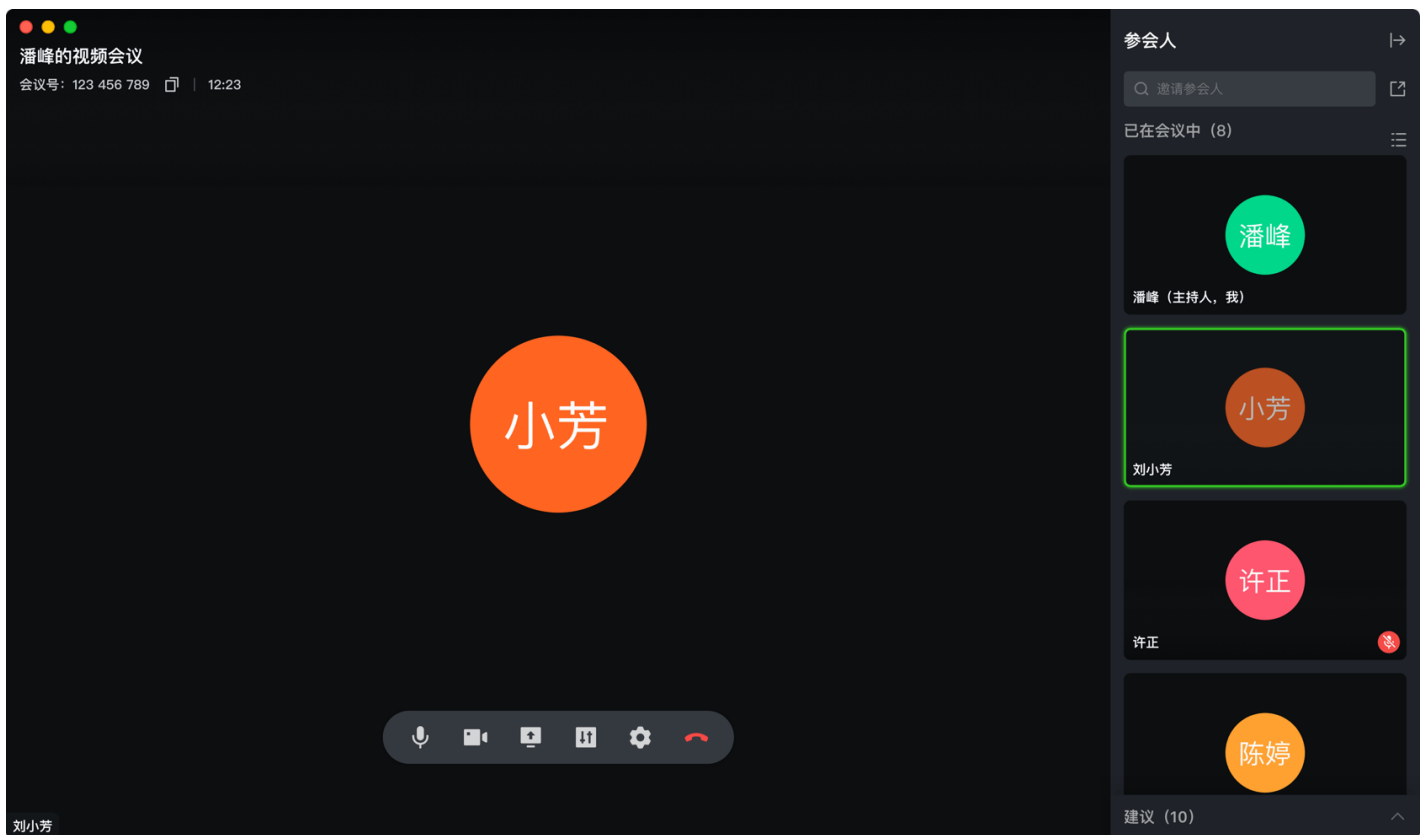 潘峰的视频会议
会议号：123 456 789 12:23
小芳
刘小芳
参会人
邀请参会人
已在会议中（8）
潘峰
潘峰（主持人，我）
小芳
刘小芳
许正
许正
陈婷
建议（10）